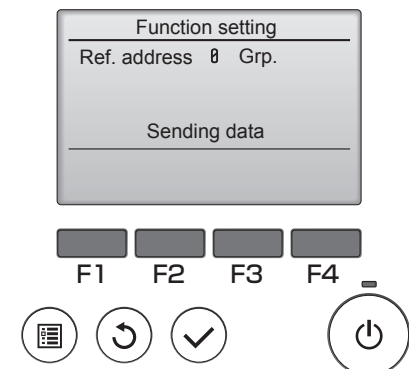 Function setting
Ref. address 0 Grp.
Sending data
F1 F2 F3 F4